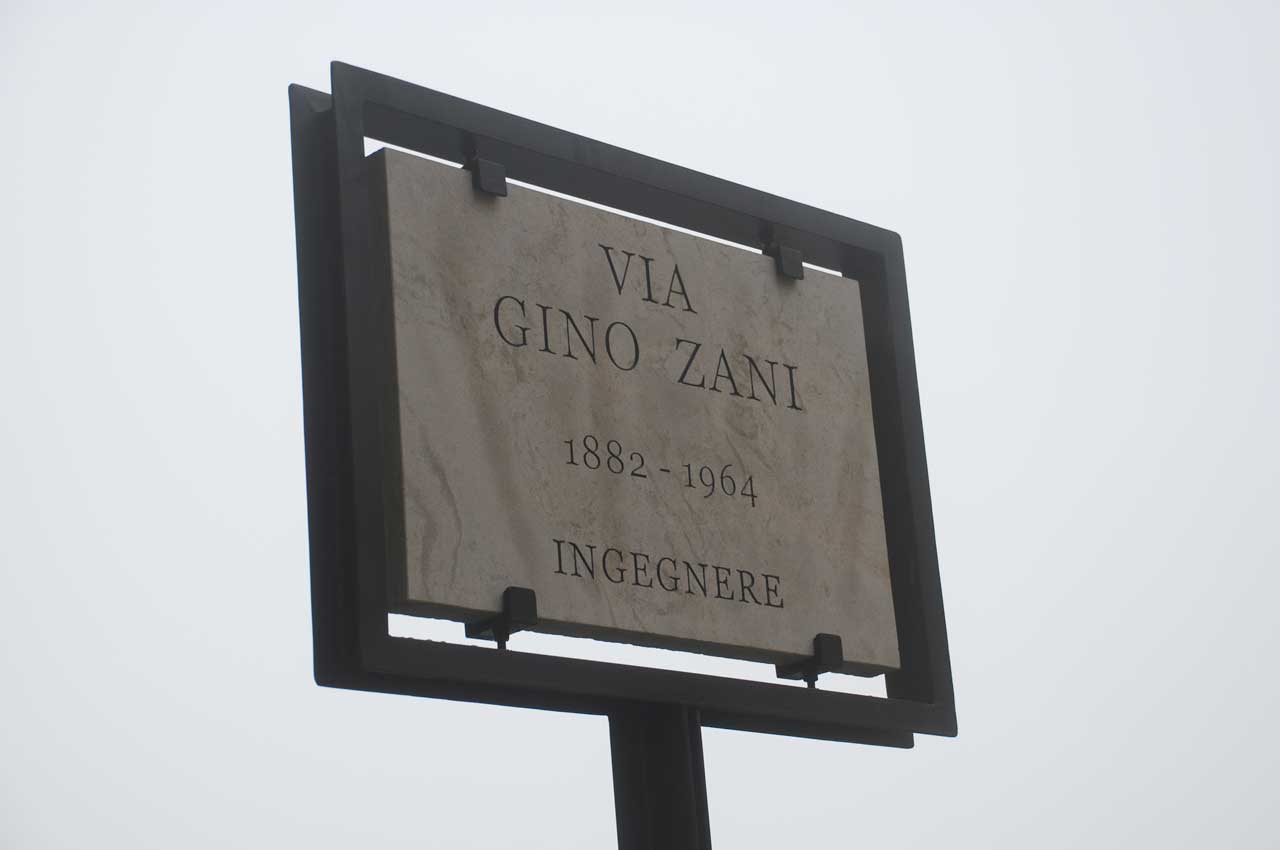 VIA
GINO ZANI
1882 - 1964
INGEGNERE